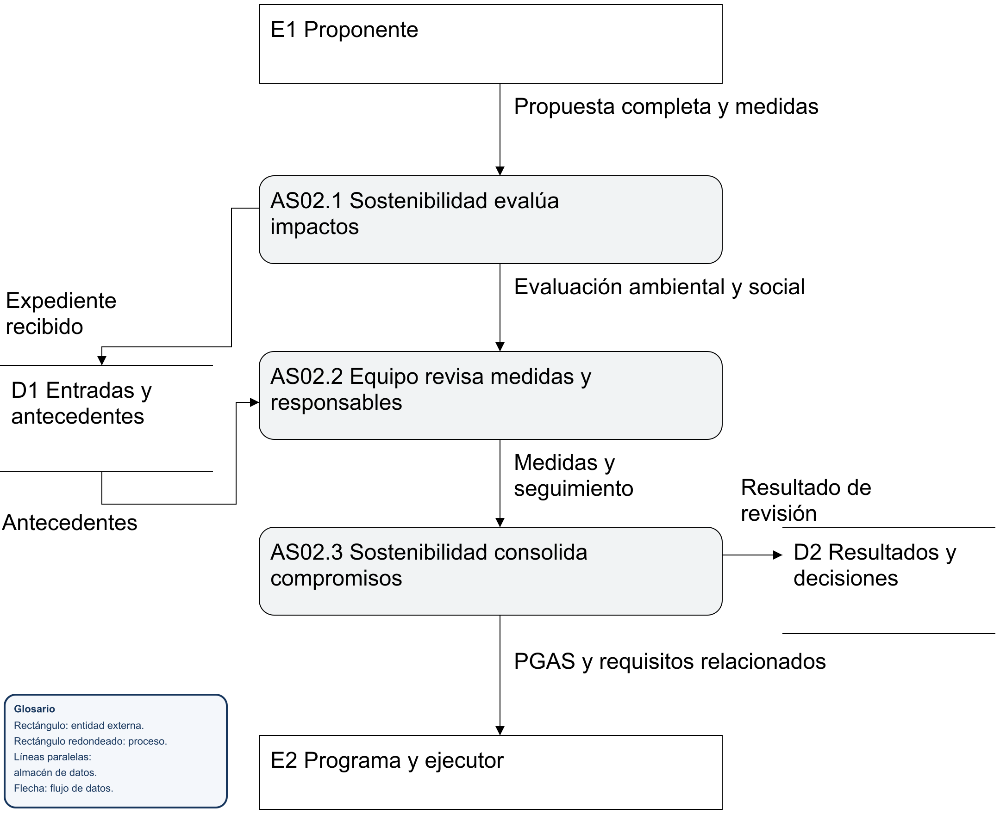 E1 Proponente
Propuesta completa y medidas
AS02.1 Sostenibilidad evalúa
impactos
Evaluación ambiental y social
Expediente
recibido
D1 Entradas y
antecedentes
AS02.2 Equipo revisa medidas y
responsables
Medidas y
seguimiento
Antecedentes
Resultado de
revisión
AS02.3 Sostenibilidad consolida
compromisos
D2 Resultados y
decisiones
PGAS y requisitos relacionados
Glosario
Rectángulo: entidad externa.
Rectángulo redondeado: proceso.
Líneas paralelas:
almacén de datos.
Flecha: flujo de datos.
E2 Programa y ejecutor